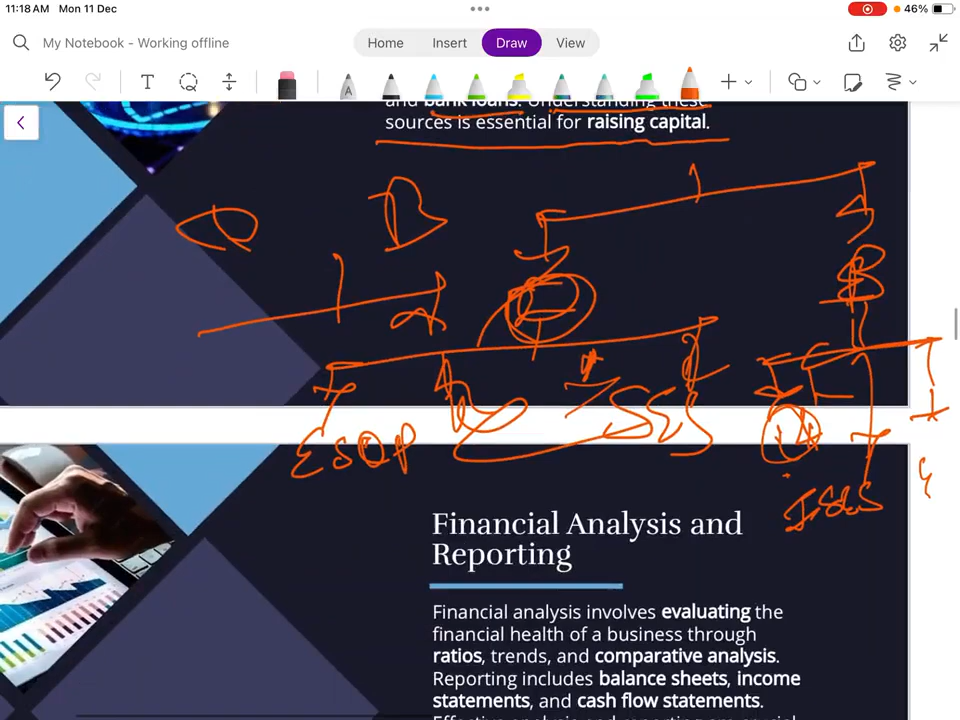 11:18 AM Mon 11 Dec
46%
My Notebook - Working offline
Home Insert Draw View
and bank loans. Understanding these
sources is essential for raising capital.
B
ESOP
Financial Analysis and
Reporting
Financial analysis involves evaluating the
financial health of a business through
ratios, trends, and comparative analysis.
Reporting includes balance sheets, income
statements, and cash flow statements.